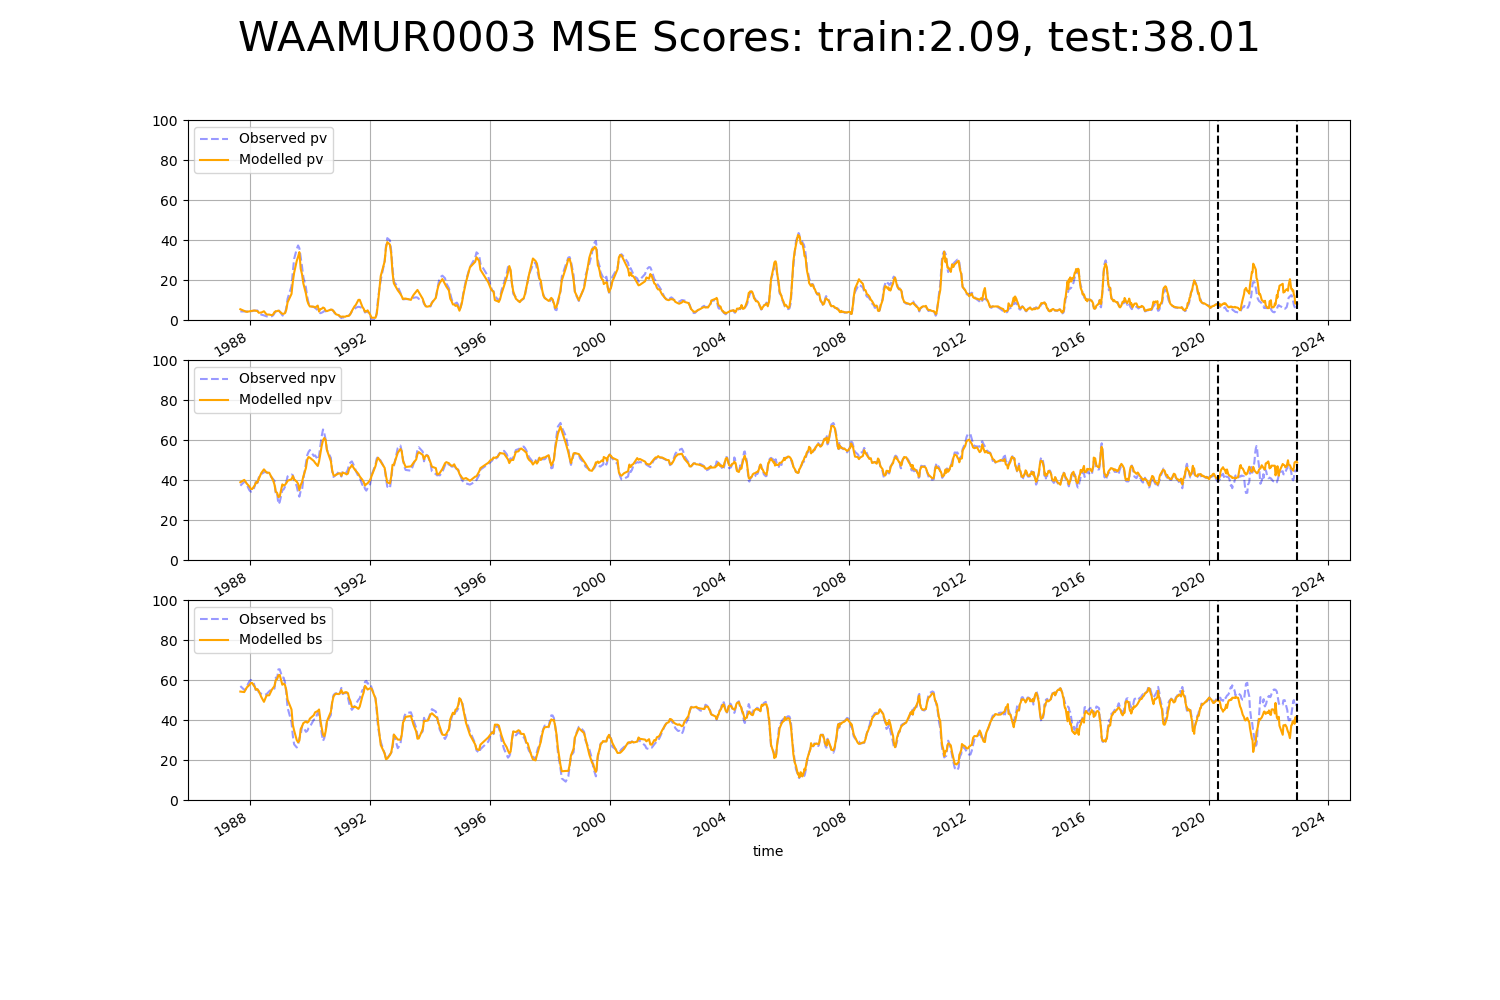 WAAMUR0003 MSE Scores: train:2.09, test:38.01
100
80
60
40
20
0
Observed pv
Modelled pv
1988 1992 1996 2000 2004 2008 2012 2016 2020 2024
100
80
60
40
20
0
Observed npv
Modelled npv
1988 1992 1996 2000 2004 2008 2012 2016 2020 2024
100
80
60
40
20
0
Observed bs
Modelled bs
1988 1992 1996 2000 2004 2008 2012 2016 2020 2024
time